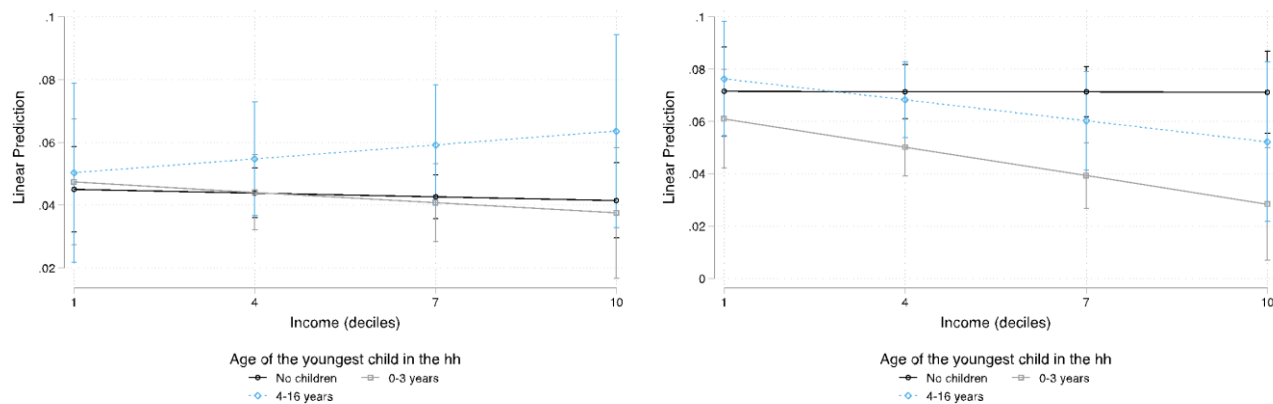 .1
.08
.06
.04
.02
Linear Prediction
1 4 7 10
Income (deciles)
Age of the youngest child in the hh
No children 0-3 years
4-16 years
.1
.08
.06
.04
.02
0
Linear Prediction
1 4 7 10
Income (deciles)
Age of the youngest child in the hh
No children 0-3 years
4-16 years